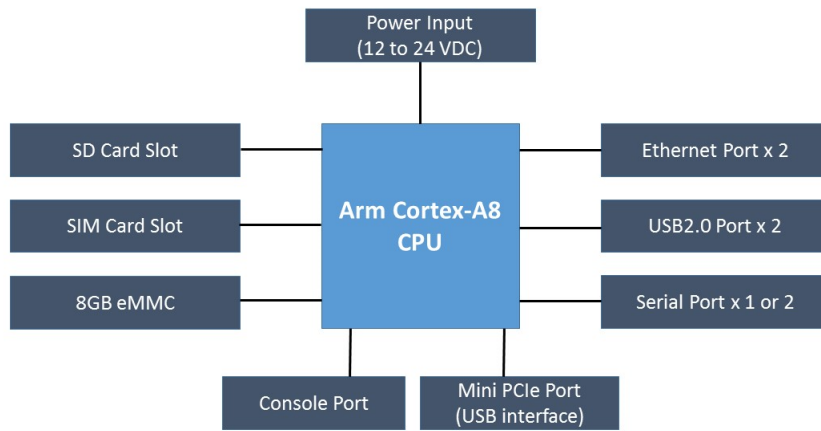 Power Input
(12 to 24 VDC)
SD Card Slot
Ethernet Port x 2
Arm Cortex-A8
CPU
SIM Card Slot
USB2.0 Port x 2
8GB eMMC
Serial Port x 1 or 2
Console Port
Mini PCIe Port
(USB interface)